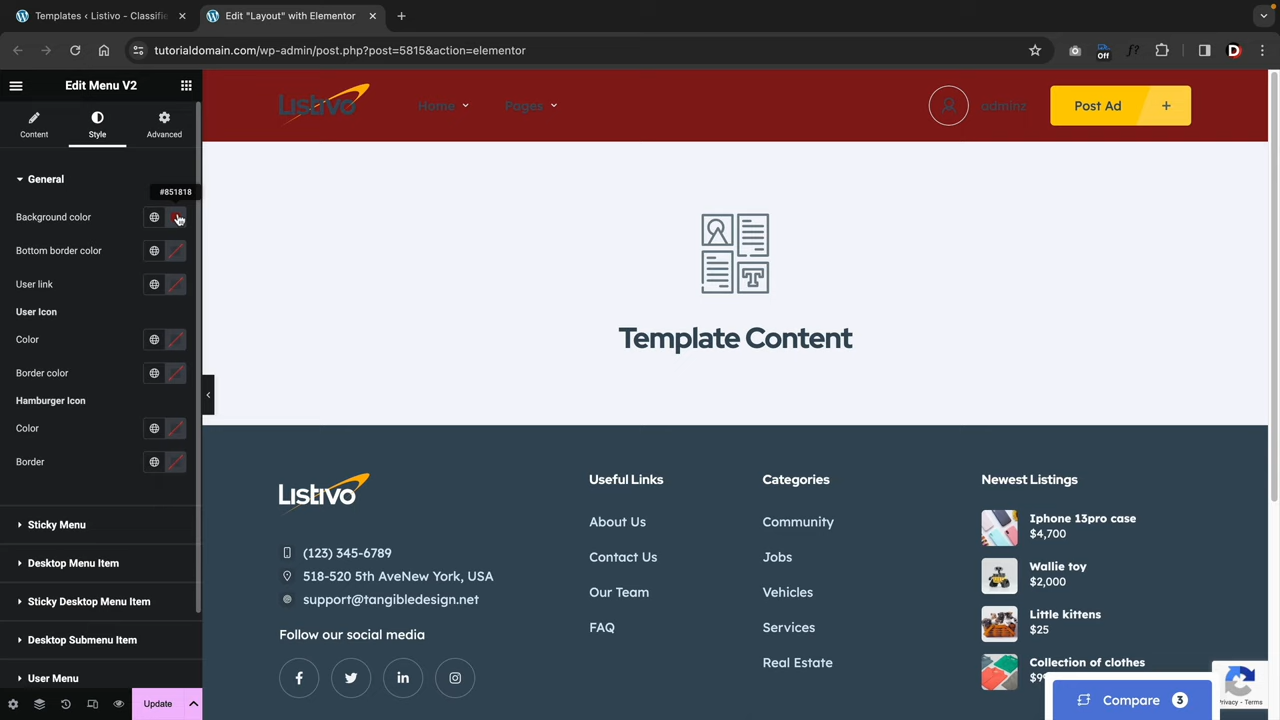 Templates ‹ Listivo - Classifie
Edit "Layout" with Elementor
tutorialdomain.com/wp-admin/post.php?post=5815&action=elementor
Off
Edit Menu V2
Content
Style
Advanced
General
#851818
Background color
Bottom border color
User link
User Icon
Color
Border color
Hamburger Icon
Color
Border
Sticky Menu
Desktop Menu Item
Sticky Desktop Menu Item
Desktop Submenu Item
User Menu
Update
Listivo
Home
Pages
adminz
Post Ad +
Template Content
Listivo
(123) 345-6789
518-520 5th AveNew York, USA
support@tangibledesign.net
Follow our social media
Useful Links
About Us
Contact Us
Our Team
FAQ
Categories
Community
Jobs
Vehicles
Services
Real Estate
Newest Listings
Iphone 13pro case
$4,700
Wallie toy
$2,000
Little kittens
$25
Collection of clothes
Compare 3
Privacy - Terms